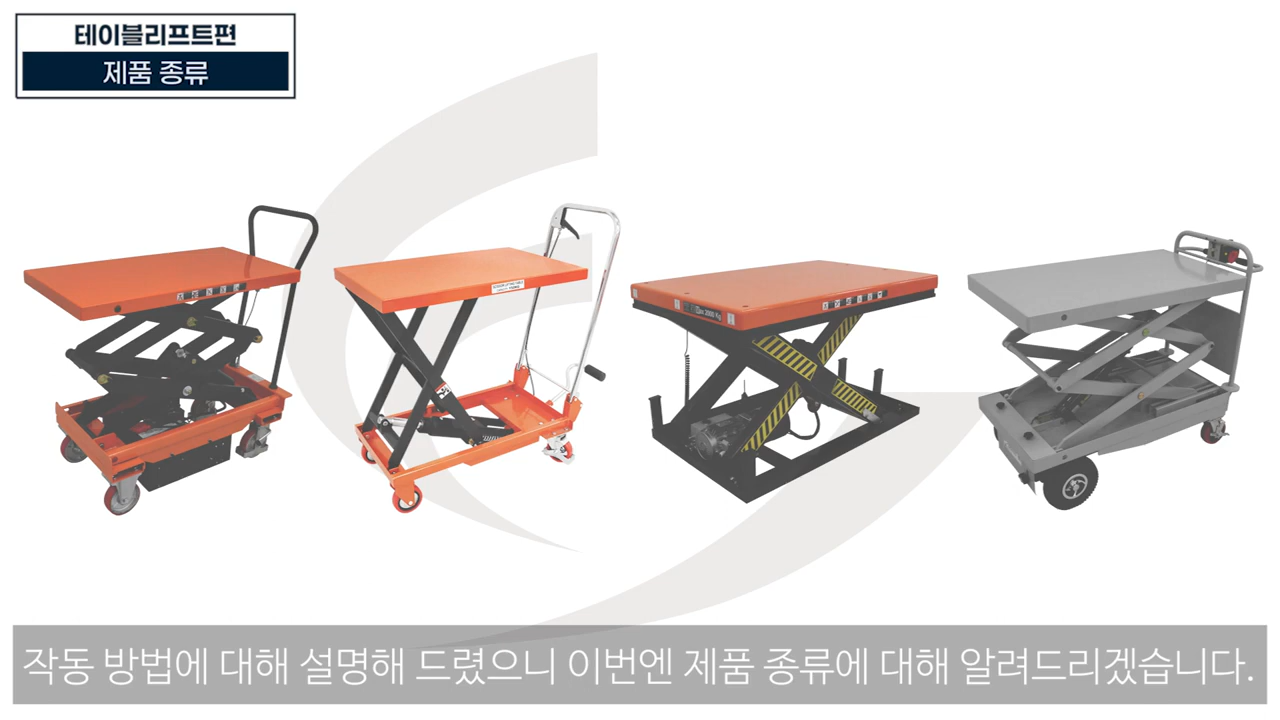 테이블리프트편
제품 종류
작동 방법에 대해 설명해 드렸으니 이번엔 제품 종류에 대해 알려드리겠습니다.